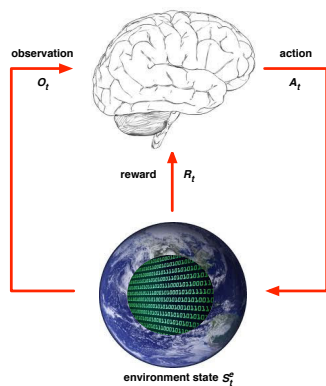 observation
action
O_t
A_t
reward R_t
environment state S_t^e